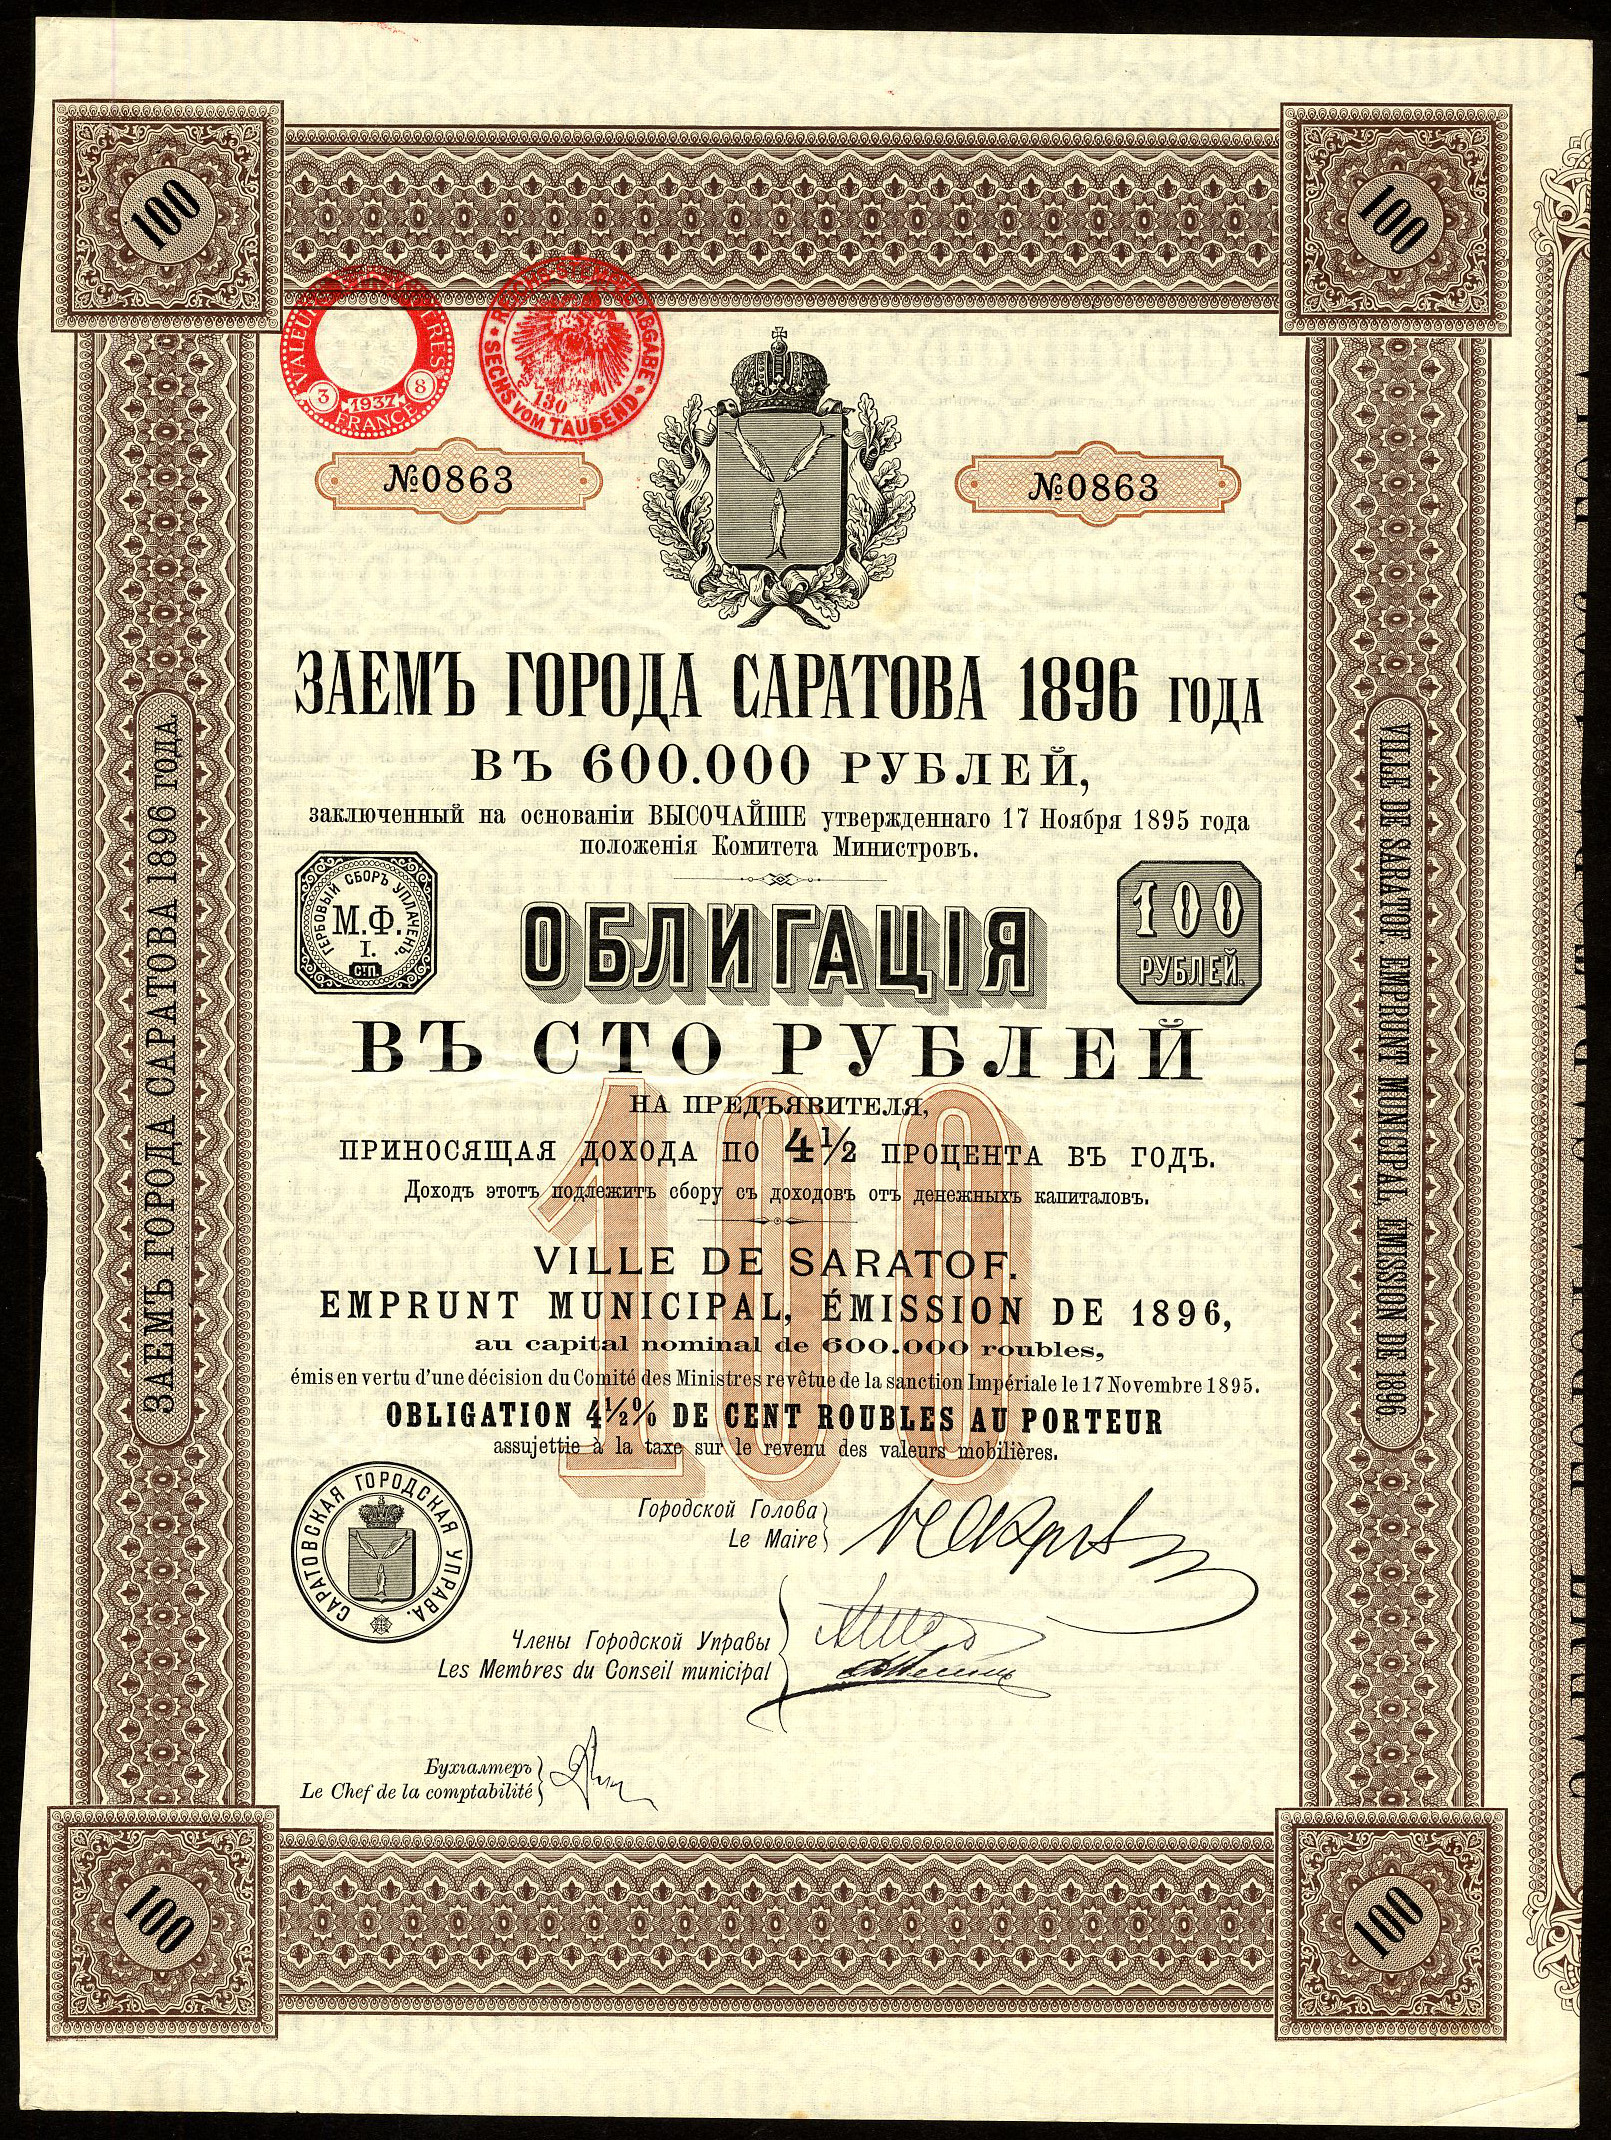 100
100
VALEURS ÉTRANGÈRES
3 1937 8
FRANCE
REICHS-STEMPELABGABE
SECHS VOM TAUSEND
130
№0863
№0863
ЗАЕМЪ ГОРОДА САРАТОВА 1896 ГОДА
ВЪ 600.000 РУБЛЕЙ,
заключенный на основаніи ВЫСОЧАЙШЕ утвержденнаго 17 Ноября 1895 года
положенія Комитета Министровъ.
ГЕРБОВЫЙ СБОРЪ УПЛАЧЕНЪ.
М.Ф.
I.
С.П.
ОБЛИГАЦІЯ
100
РУБЛЕЙ.
ВЪ СТО РУБЛЕЙ
НА ПРЕДЪЯВИТЕЛЯ,
ПРИНОСЯЩАЯ ДОХОДА ПО 4½ ПРОЦЕНТА ВЪ ГОДЪ.
Доходъ этотъ подлежитъ сбору съ доходовъ отъ денежныхъ капиталовъ.
100
VILLE DE SARATOF.
EMPRUNT MUNICIPAL, ÉMISSION DE 1896,
au capital nominal de 600.000 roubles,
émis en vertu d'une décision du Comité des Ministres revêtue de la sanction Impériale le 17 Novembre 1895.
OBLIGATION 4½% DE CENT ROUBLES AU PORTEUR
assujettie à la taxe sur le revenu des valeurs mobilières.
САРАТОВСКАЯ ГОРОДСКАЯ УПРАВА.
Городской Голова
Le Maire
Члены Городской Управы
Les Membres du Conseil municipal
Бухгалтеръ
Le Chef de la comptabilité
ЗАЕМЪ ГОРОДА САРАТОВА 1896 ГОДА
VILLE DE SARATOF. EMPRUNT MUNICIPAL, EMISSION DE 1896.
100
100